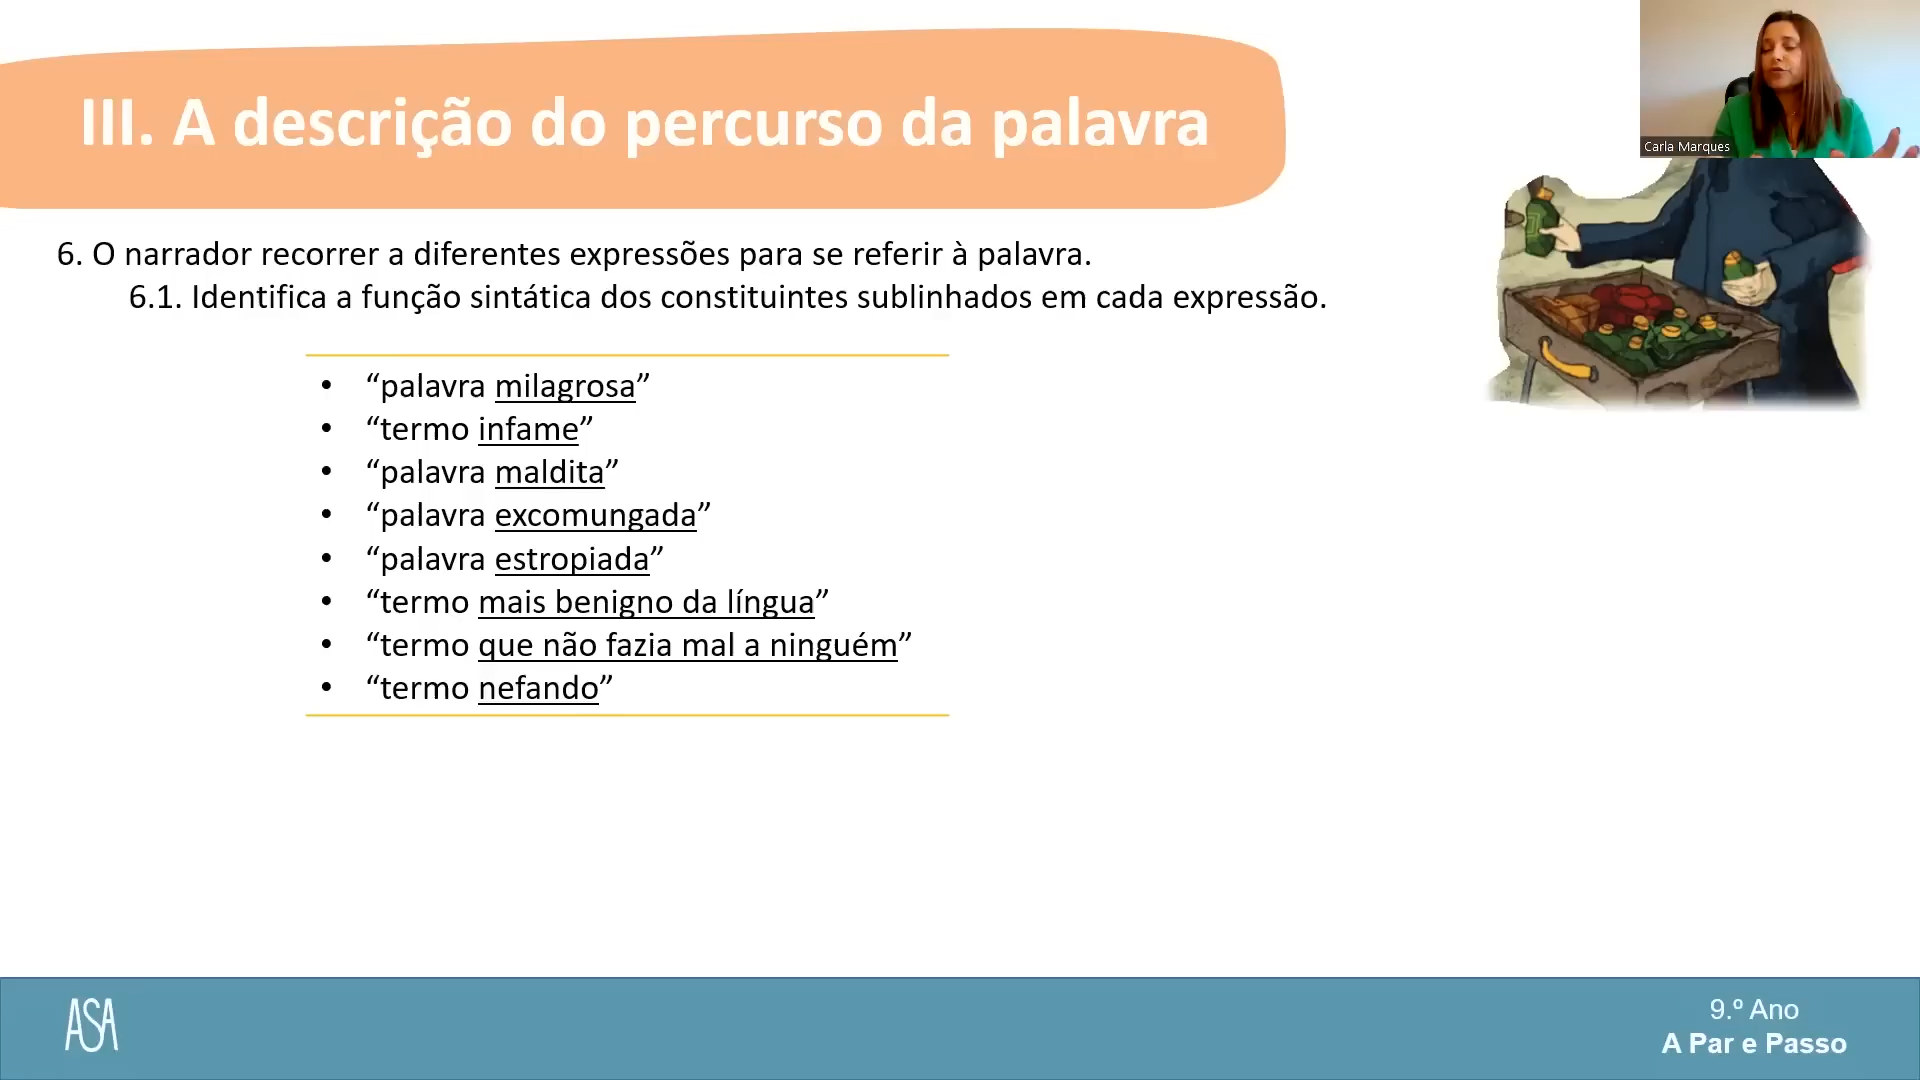 III. A descrição do percurso da palavra
Carla Marques
6. O narrador recorrer a diferentes expressões para se referir à palavra.
6.1. Identifica a função sintática dos constituintes sublinhados em cada expressão.
• “palavra milagrosa”
• “termo infame”
• “palavra maldita”
• “palavra excomungada”
• “palavra estropiada”
• “termo mais benigno da língua”
• “termo que não fazia mal a ninguém”
• “termo nefando”
ASA
9.º Ano
A Par e Passo